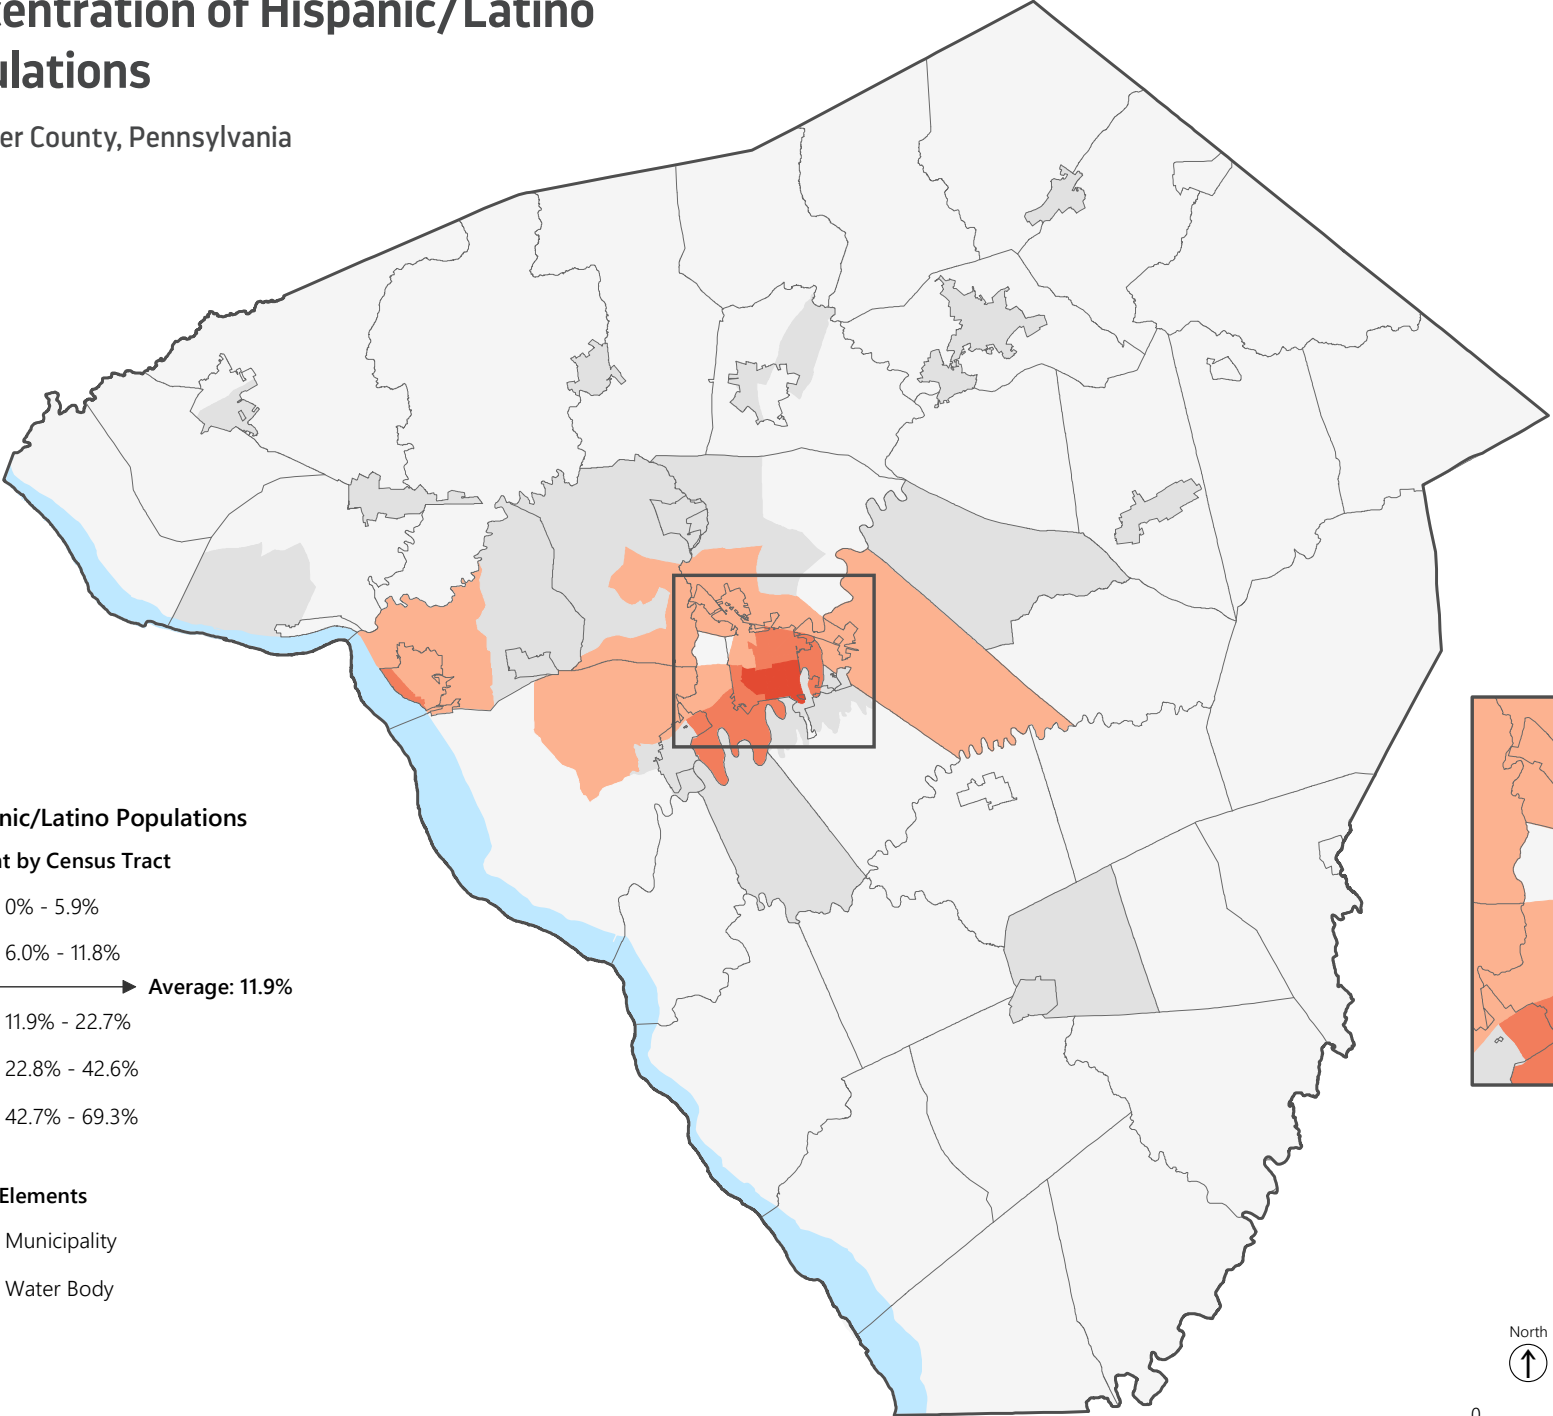 centration of Hispanic/Latino
ulations
er County, Pennsylvania
nic/Latino Populations
t by Census Tract
0% - 5.9%
6.0% - 11.8%
Average: 11.9%
11.9% - 22.7%
22.8% - 42.6%
42.7% - 69.3%
Elements
Municipality
Water Body
North
0